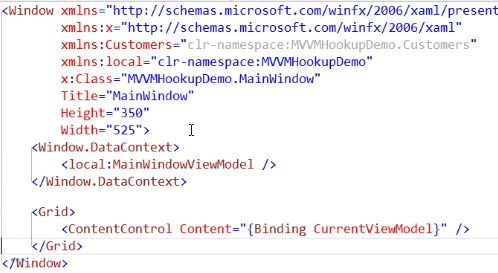 <Window xmlns="http://schemas.microsoft.com/winfx/2006/xaml/present
xmlns:x="http://schemas.microsoft.com/winfx/2006/xaml"
xmlns:Customers="clr-namespace:MVVMHookupDemo.Customers"
xmlns:local="clr-namespace:MVVMHookupDemo"
x:Class="MVVMHookupDemo.MainWindow"
Title="MainWindow"
Height="350"
Width="525">
<Window.DataContext>
<local:MainWindowViewModel />
</Window.DataContext>
<Grid>
<ContentControl Content="{Binding CurrentViewModel}" />
</Grid>
</Window>